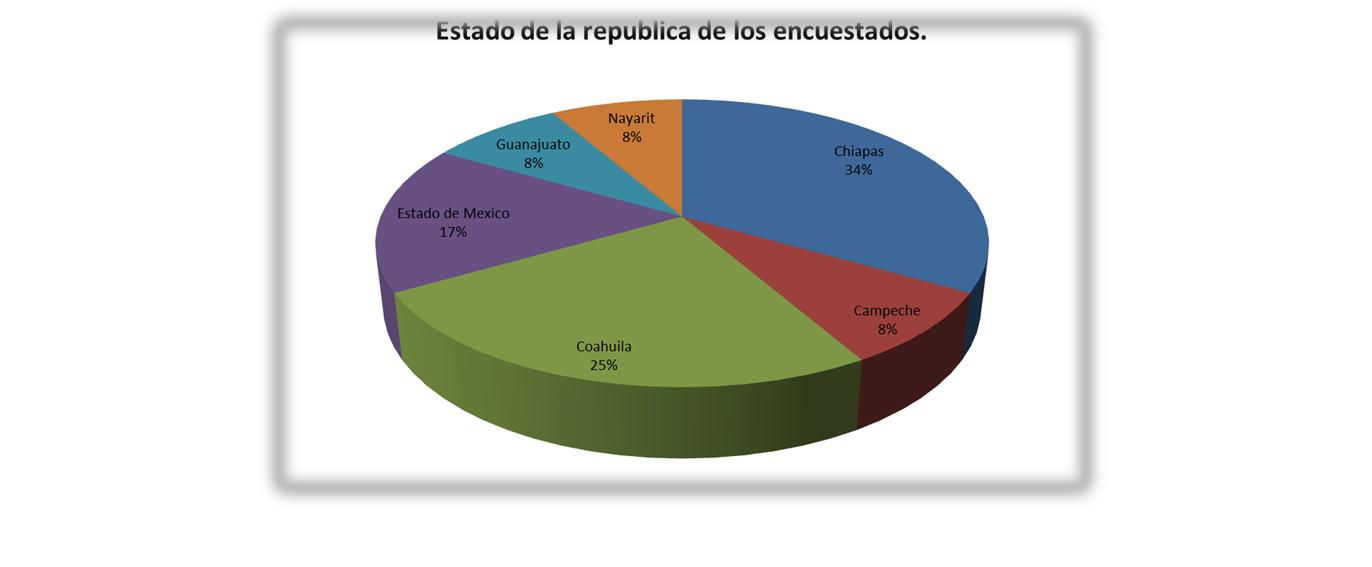 Estado de la republica de los encuestados.
Nayarit
8%
Chiapas
34%
Guanajuato
8%
Estado de Mexico
17%
Campeche
8%
Coahuila
25%